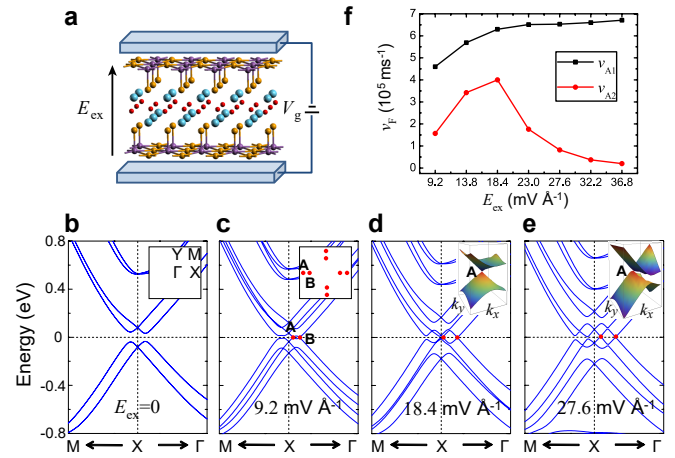 a
E_ex
V_g
f
v_F (10⁵ ms⁻¹)
7
6
5
4
3
2
1
0
v_A1
v_A2
9.2 13.8 18.4 23.0 27.6 32.2 36.8
E_ex (mV Å⁻¹)
b c d e
Energy (eV)
0.8
0.4
0
-0.4
-0.8
Y M
Γ X
E_ex=0
M ← X → Γ
A
B
A
B
9.2 mV Å⁻¹
M ← X → Γ
A
k_y k_x
18.4 mV Å⁻¹
M ← X → Γ
A
k_y k_x
27.6 mV Å⁻¹
M ← X → Γ